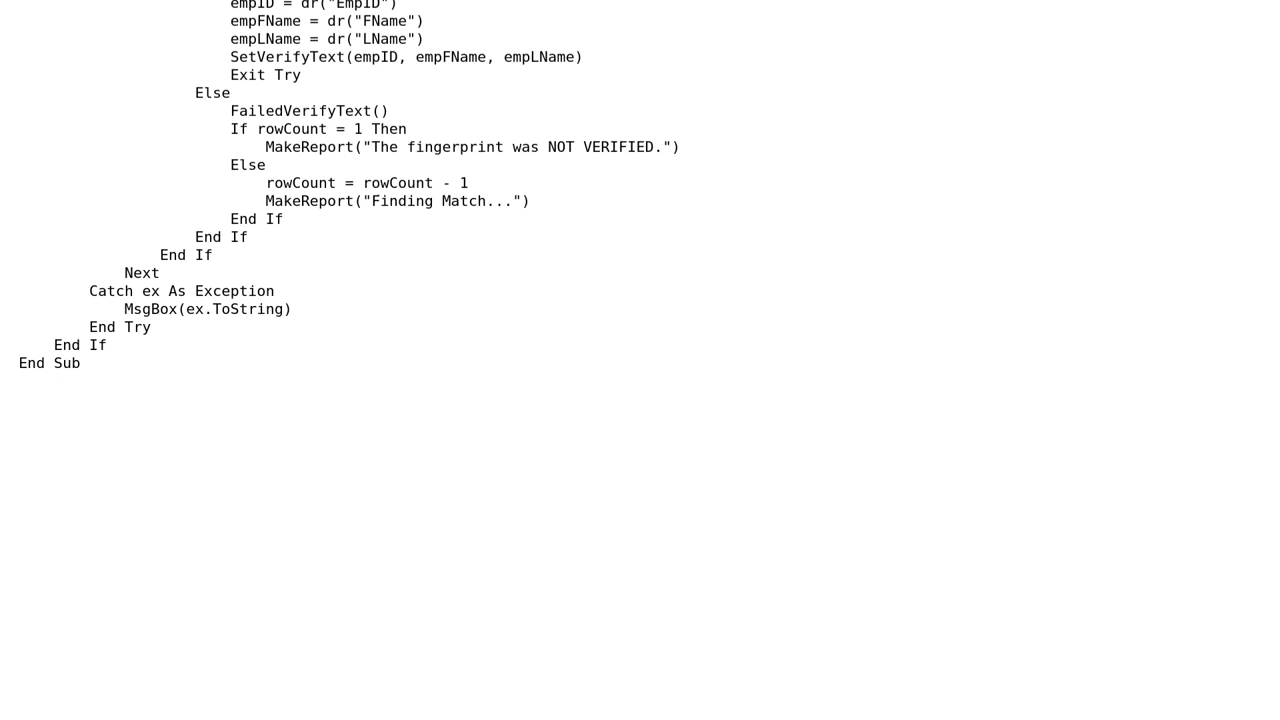 empID = dr("EmpID")
empFName = dr("FName")
empLName = dr("LName")
SetVerifyText(empID, empFName, empLName)
Exit Try
Else
FailedVerifyText()
If rowCount = 1 Then
MakeReport("The fingerprint was NOT VERIFIED.")
Else
rowCount = rowCount - 1
MakeReport("Finding Match...")
End If
End If
End If
Next
Catch ex As Exception
MsgBox(ex.ToString)
End Try
End If
End Sub